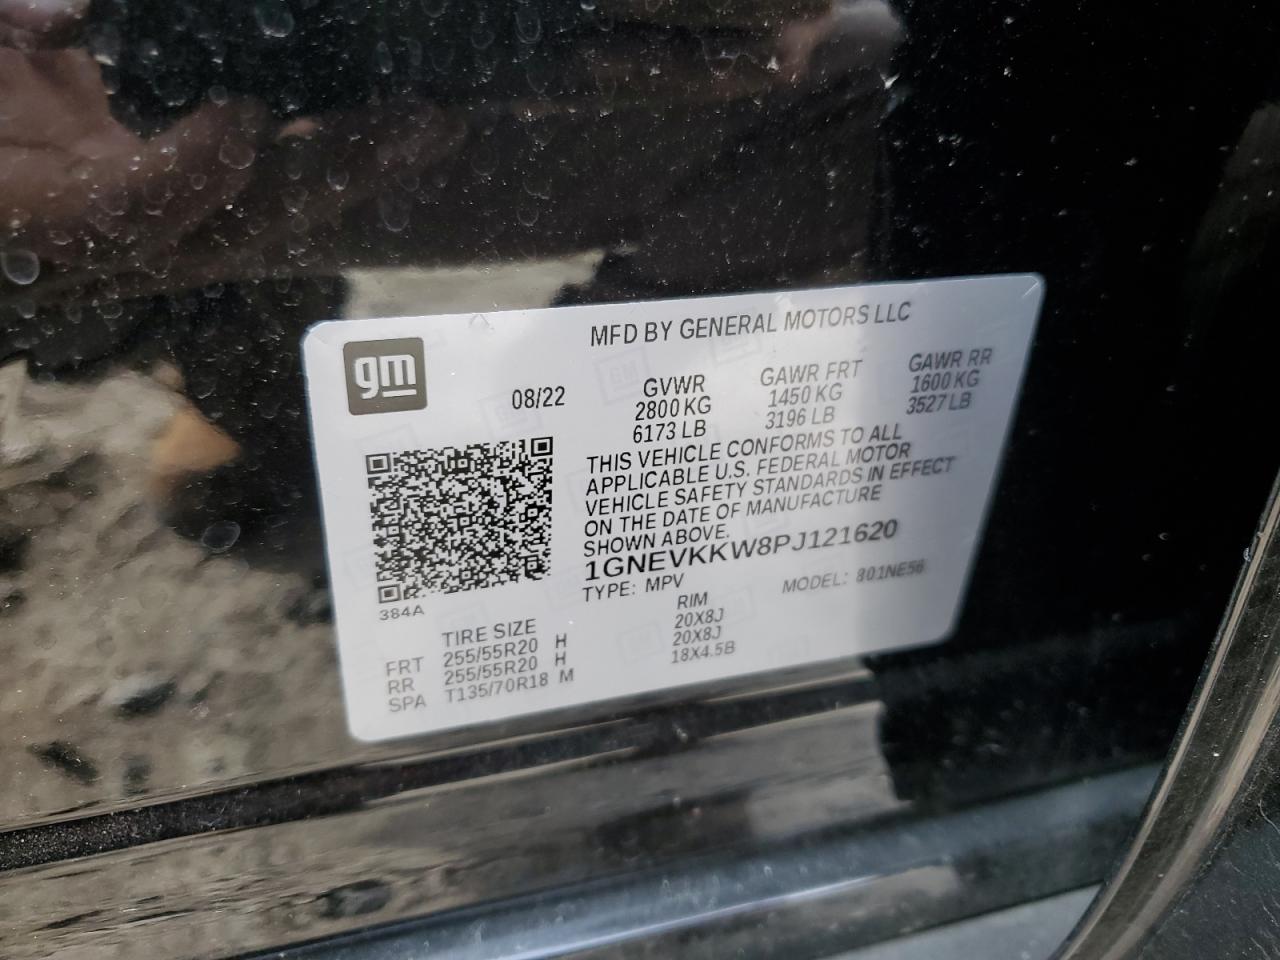 gm
MFD BY GENERAL MOTORS LLC
08/22
GVWR
2800 KG
6173 LB
GAWR FRT
1450 KG
3196 LB
GAWR RR
1600 KG
3527 LB
THIS VEHICLE CONFORMS TO ALL
APPLICABLE U.S. FEDERAL MOTOR
VEHICLE SAFETY STANDARDS IN EFFECT
ON THE DATE OF MANUFACTURE
SHOWN ABOVE.
1GNEVKKW8PJ121620
TYPE: MPV MODEL: 801NE56
384A
TIRE SIZE RIM
FRT 255/55R20 H 20X8J
RR 255/55R20 H 20X8J
SPA T135/70R18 M 18X4.5B